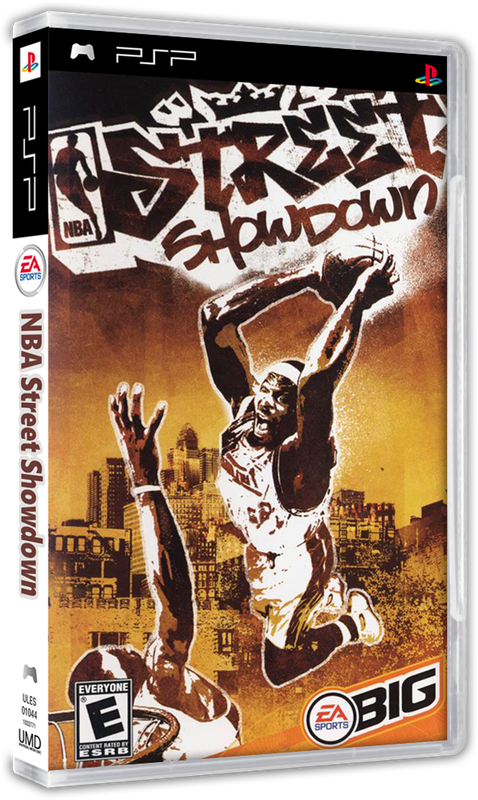 PSP
NBA
STREET
SHOWDOWN
EVERYONE
E
CONTENT RATED BY
ESRB
EA
SPORTS
BIG
PSP
EA
SPORTS
NBA Street Showdown
ULES
01044
UMD